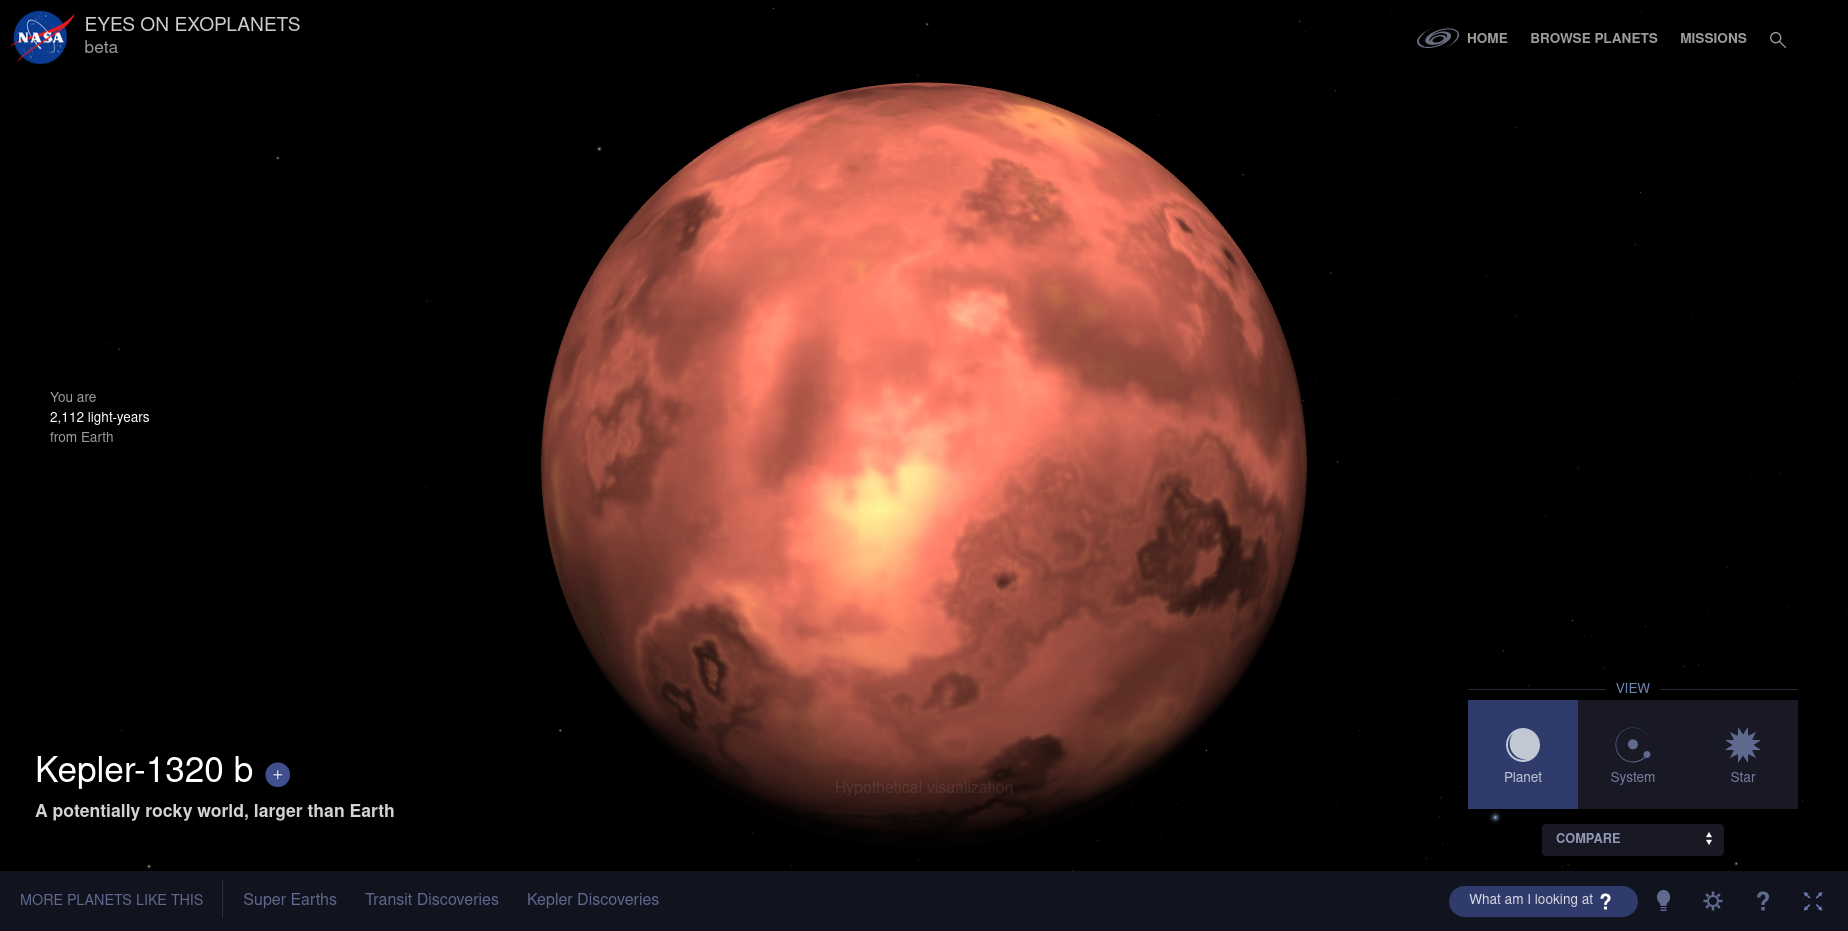 NASA
EYES ON EXOPLANETS
beta
HOME
BROWSE PLANETS
MISSIONS
You are
2,112 light-years
from Earth
Kepler-1320 b +
A potentially rocky world, larger than Earth
Hypothetical visualization
VIEW
Planet
System
Star
COMPARE
MORE PLANETS LIKE THIS
Super Earths
Transit Discoveries
Kepler Discoveries
What am I looking at ?
?